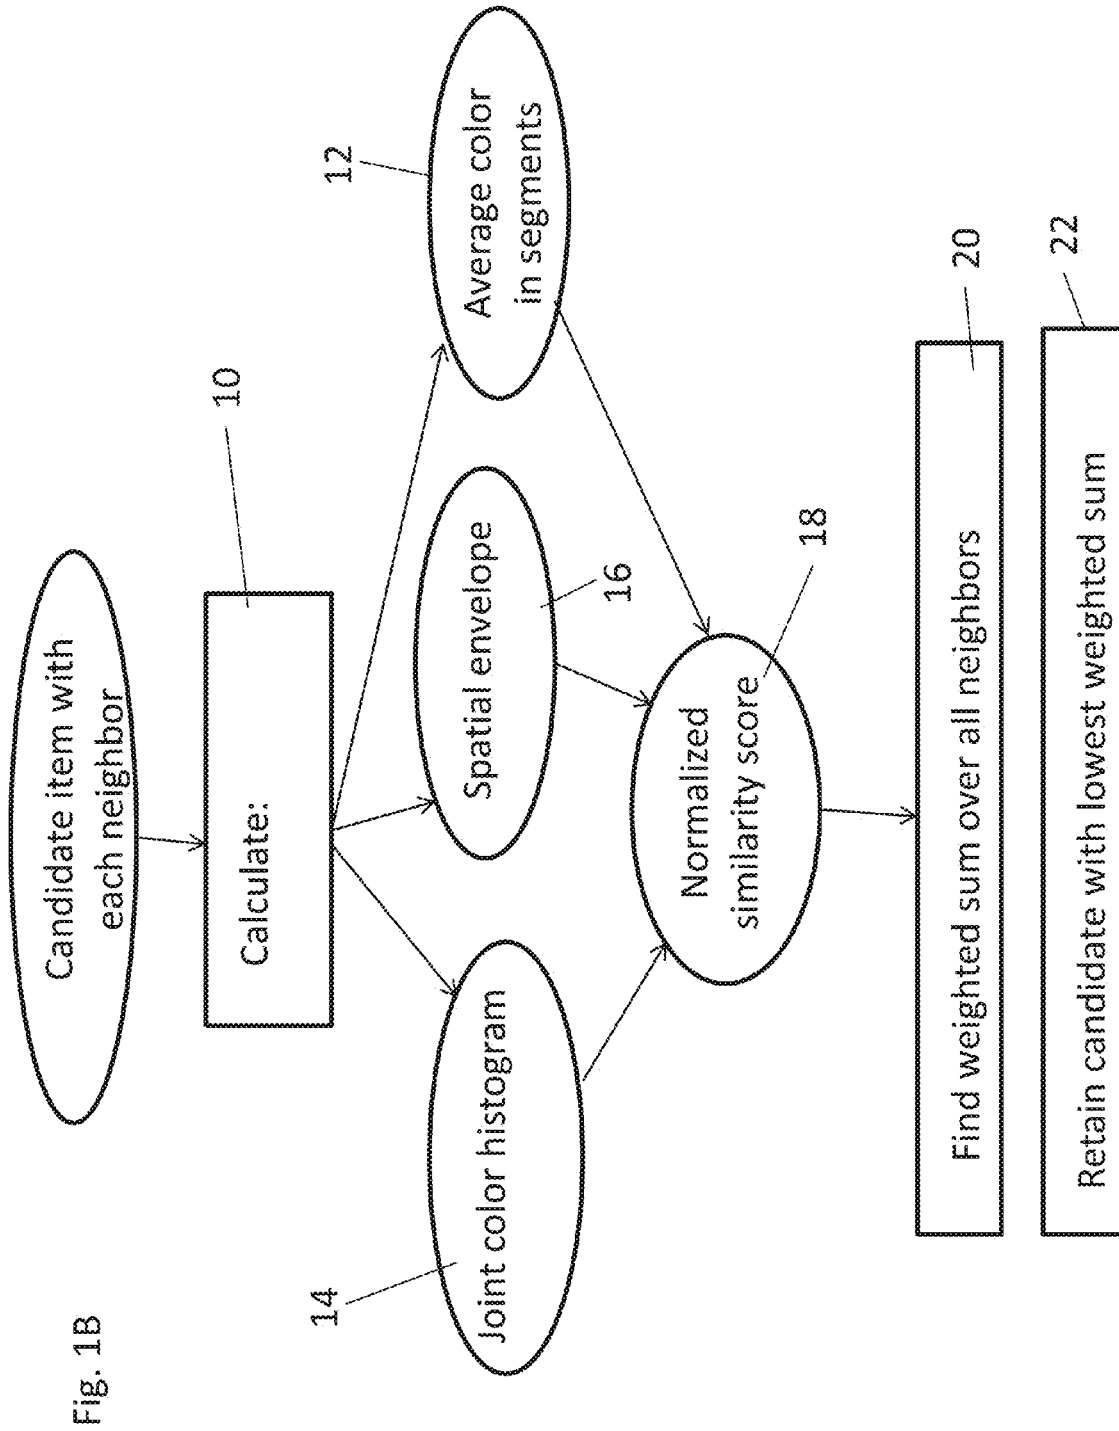 Fig. 1B
Candidate item with
each neighbor
10
Calculate:
14
12
Joint color histogram
Spatial envelope
Average color
in segments
16
Normalized
similarity score
18
Find weighted sum over all neighbors
20
Retain candidate with lowest weighted sum
22